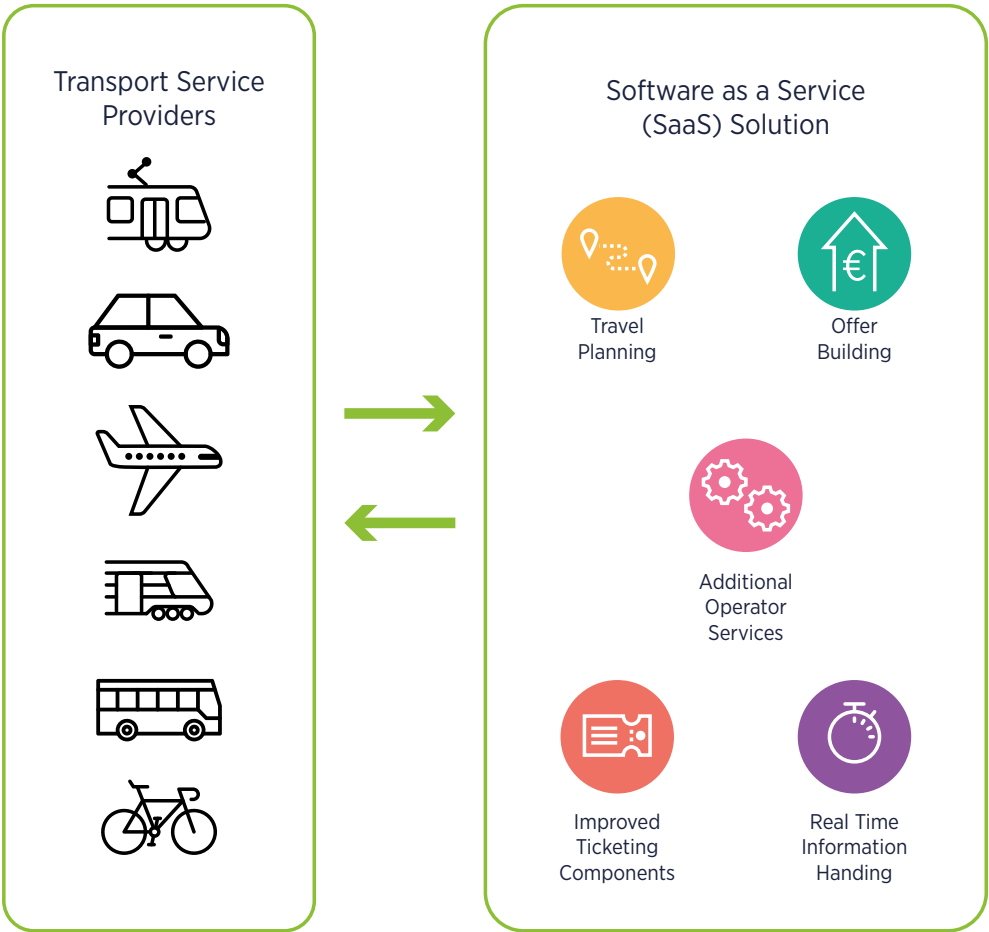 Transport Service
Providers
Software as a Service
(SaaS) Solution
Travel
Planning
Offer
Building
€
Additional
Operator
Services
Improved
Ticketing
Components
Real Time
Information
Handing